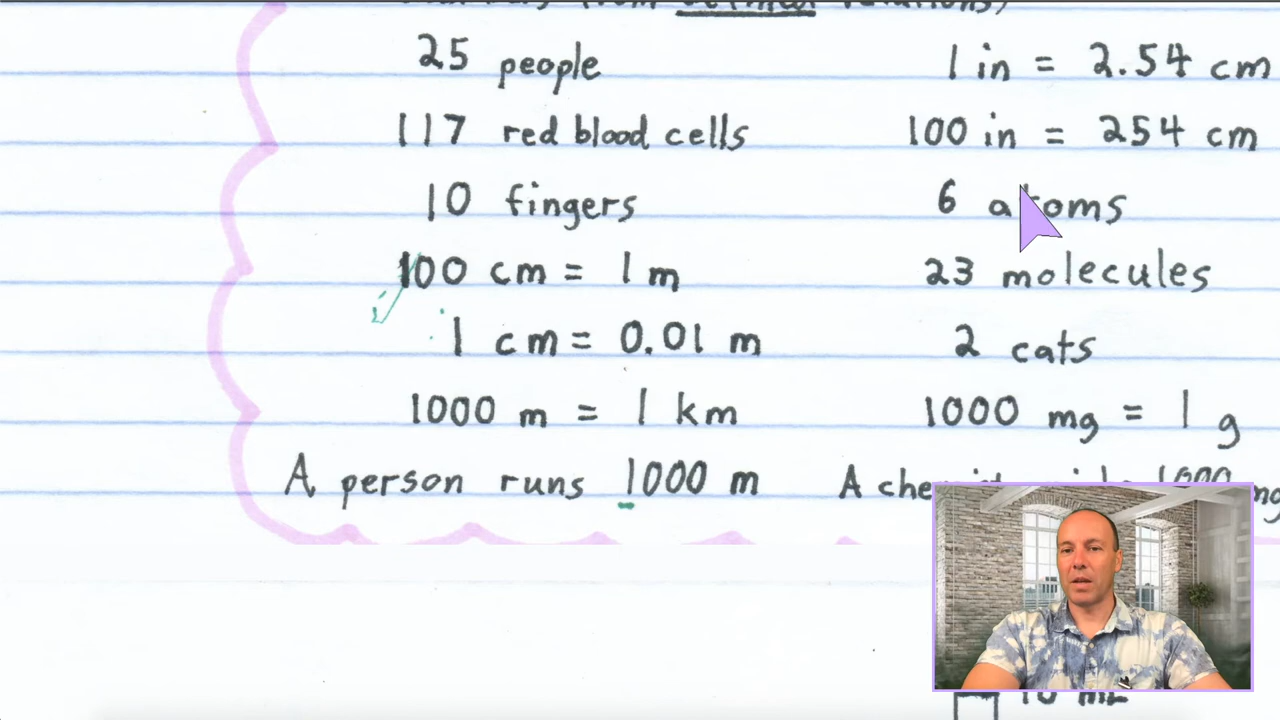 25 people
1 in = 2.54 cm
117 red blood cells
100 in = 254 cm
10 fingers
6 atoms
100 cm = 1 m
23 molecules
1 cm = 0.01 m
2 cats
1000 m = 1 km
1000 mg = 1 g
A person runs 1000 m
A
10 mL